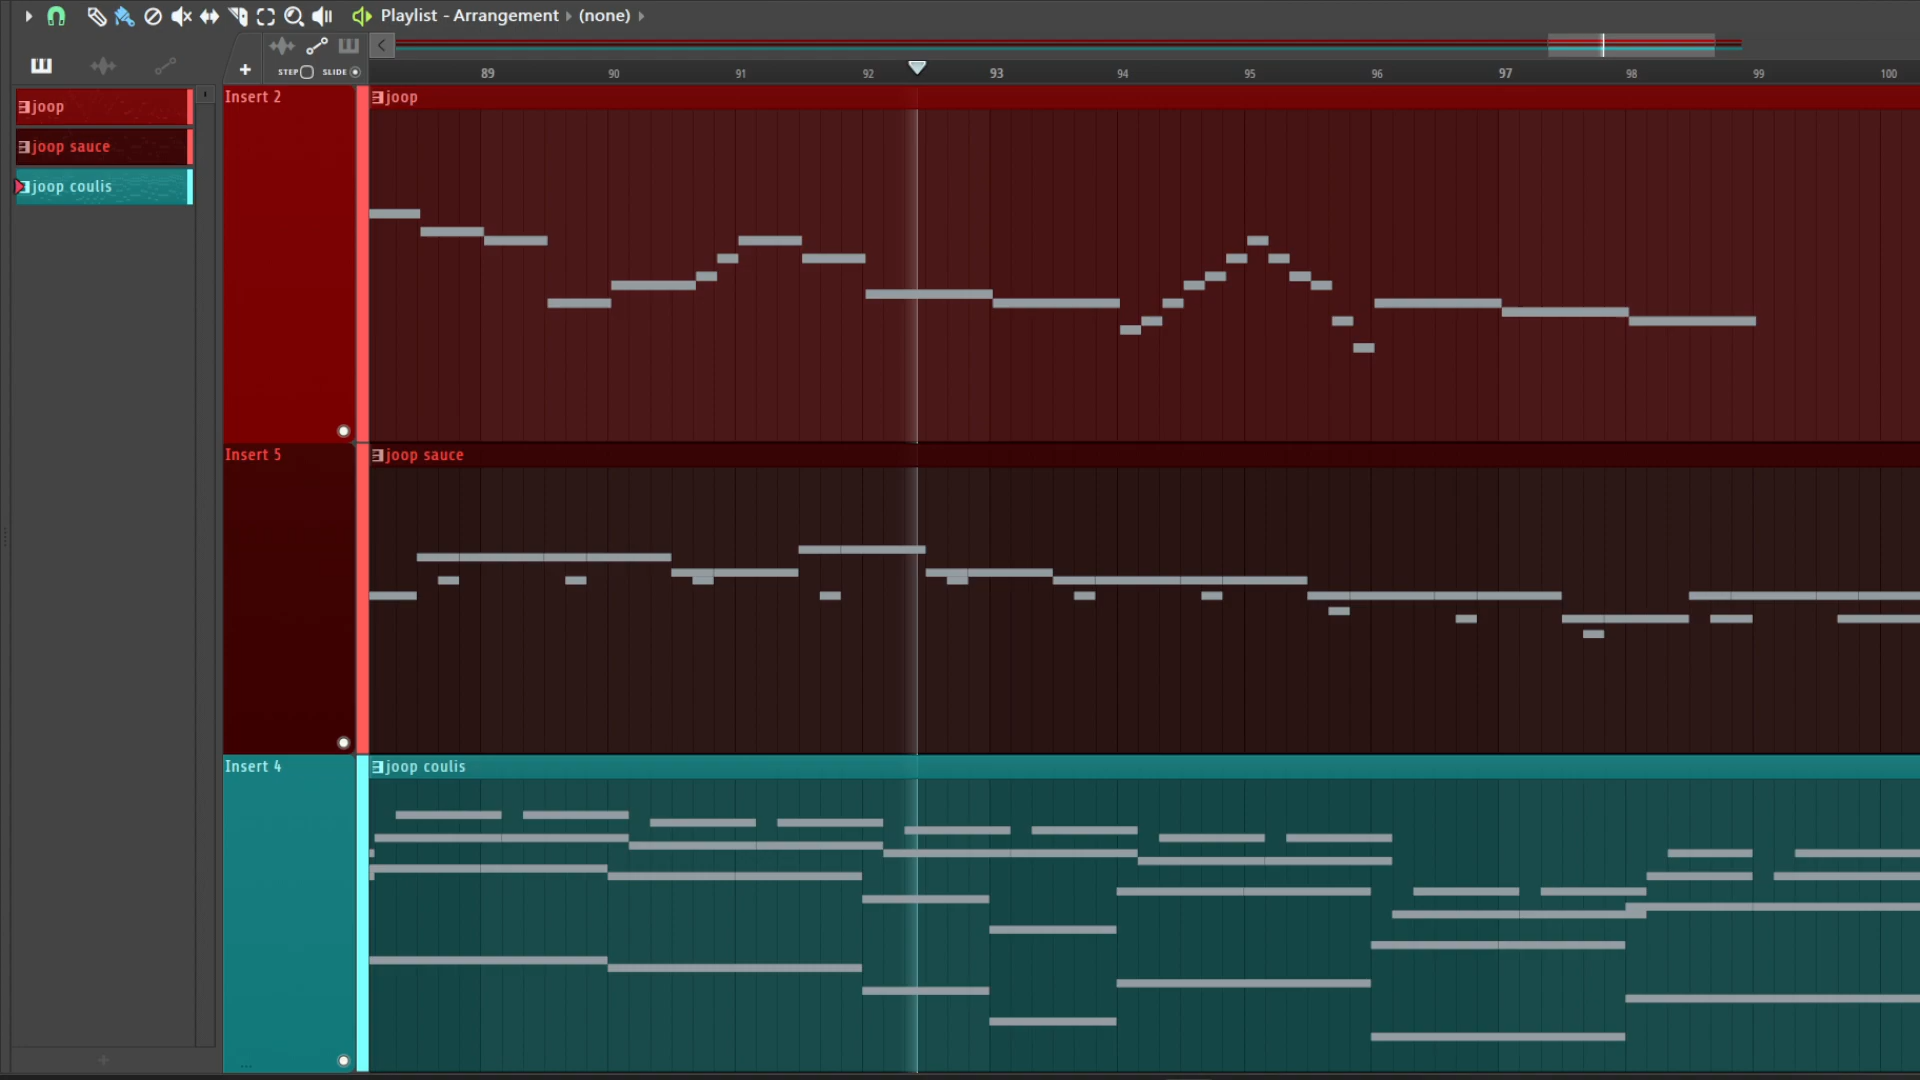 Playlist - Arrangement (none)
STEP SLIDE
89 90 91 92 93 94 95 96 97 98 99 100
joop
joop sauce
joop coulis
Insert 2
joop
Insert 5
joop sauce
Insert 4
joop coulis